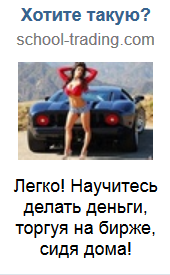 Хотите такую?
school-trading.com
Легко! Научитесь
делать деньги,
торгуя на бирже,
сидя дома!